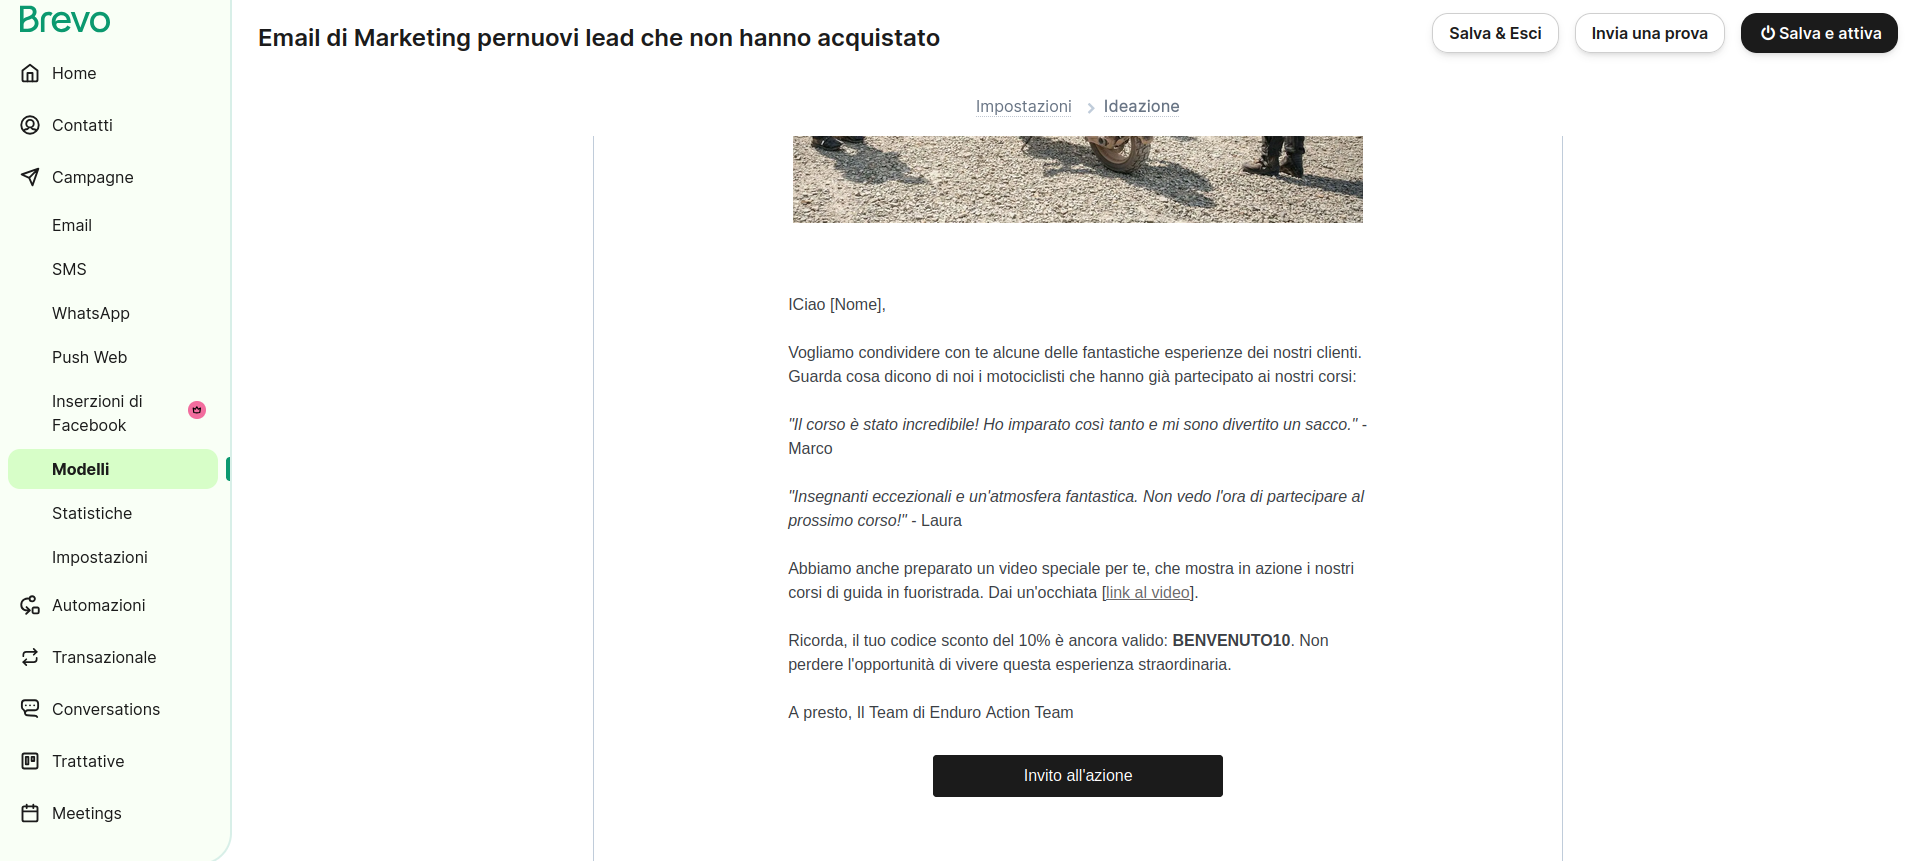 Brevo
Home
Contatti
Campagne
Email
SMS
WhatsApp
Push Web
Inserzioni di
Facebook
Modelli
Statistiche
Impostazioni
Automazioni
Transazionale
Conversations
Trattative
Meetings
Email di Marketing pernuovi lead che non hanno acquistato
Salva & Esci
Invia una prova
Salva e attiva
Impostazioni
Ideazione
ICiao [Nome],
Vogliamo condividere con te alcune delle fantastiche esperienze dei nostri clienti.
Guarda cosa dicono di noi i motociclisti che hanno già partecipato ai nostri corsi:
"Il corso è stato incredibile! Ho imparato così tanto e mi sono divertito un sacco." -
Marco
"Insegnanti eccezionali e un'atmosfera fantastica. Non vedo l'ora di partecipare al
prossimo corso!" - Laura
Abbiamo anche preparato un video speciale per te, che mostra in azione i nostri
corsi di guida in fuoristrada. Dai un'occhiata [link al video].
Ricorda, il tuo codice sconto del 10% è ancora valido: BENVENUTO10. Non
perdere l'opportunità di vivere questa esperienza straordinaria.
A presto, Il Team di Enduro Action Team
Invito all'azione